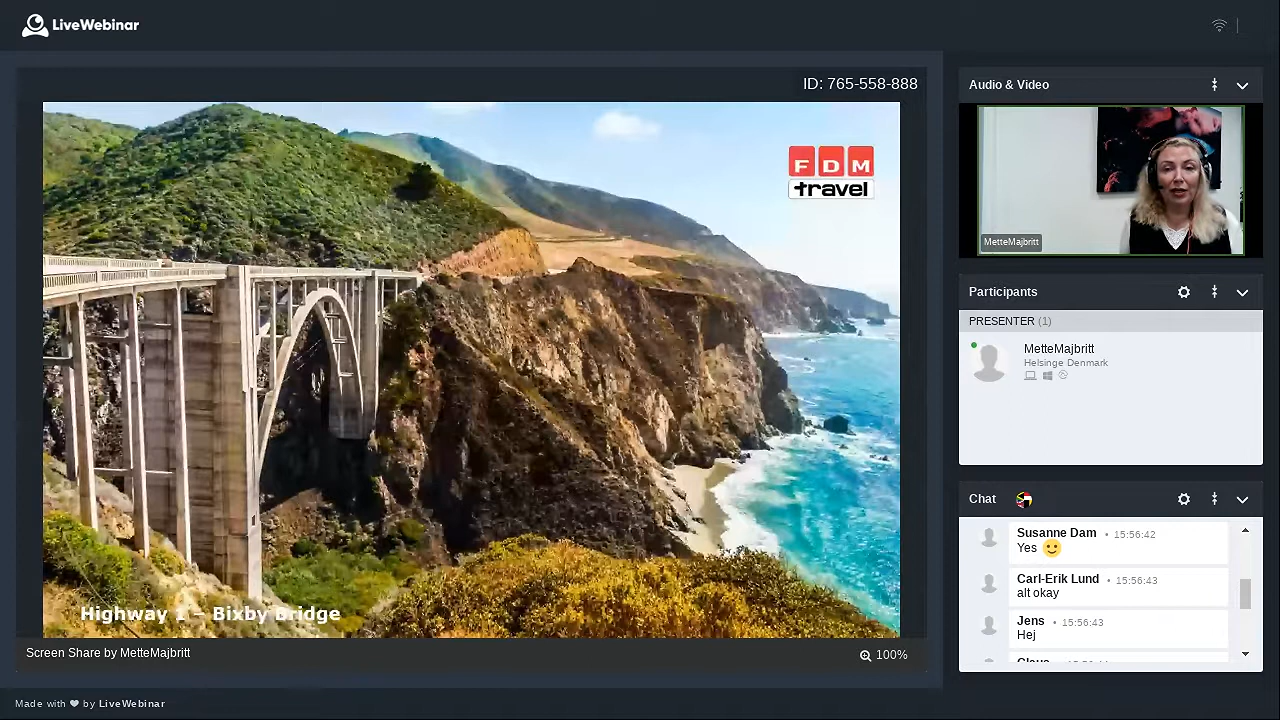 LiveWebinar
ID: 765-558-888
FDM
travel
Highway 1 – Bixby Bridge
Screen Share by MetteMajbritt
100%
Audio & Video
MetteMajbritt
Participants
PRESENTER (1)
MetteMajbritt
Helsinge Denmark
Chat
Susanne Dam • 15:56:42
Yes
Carl-Erik Lund • 15:56:43
alt okay
Jens • 15:56:43
Hej
Made with ❤ by LiveWebinar